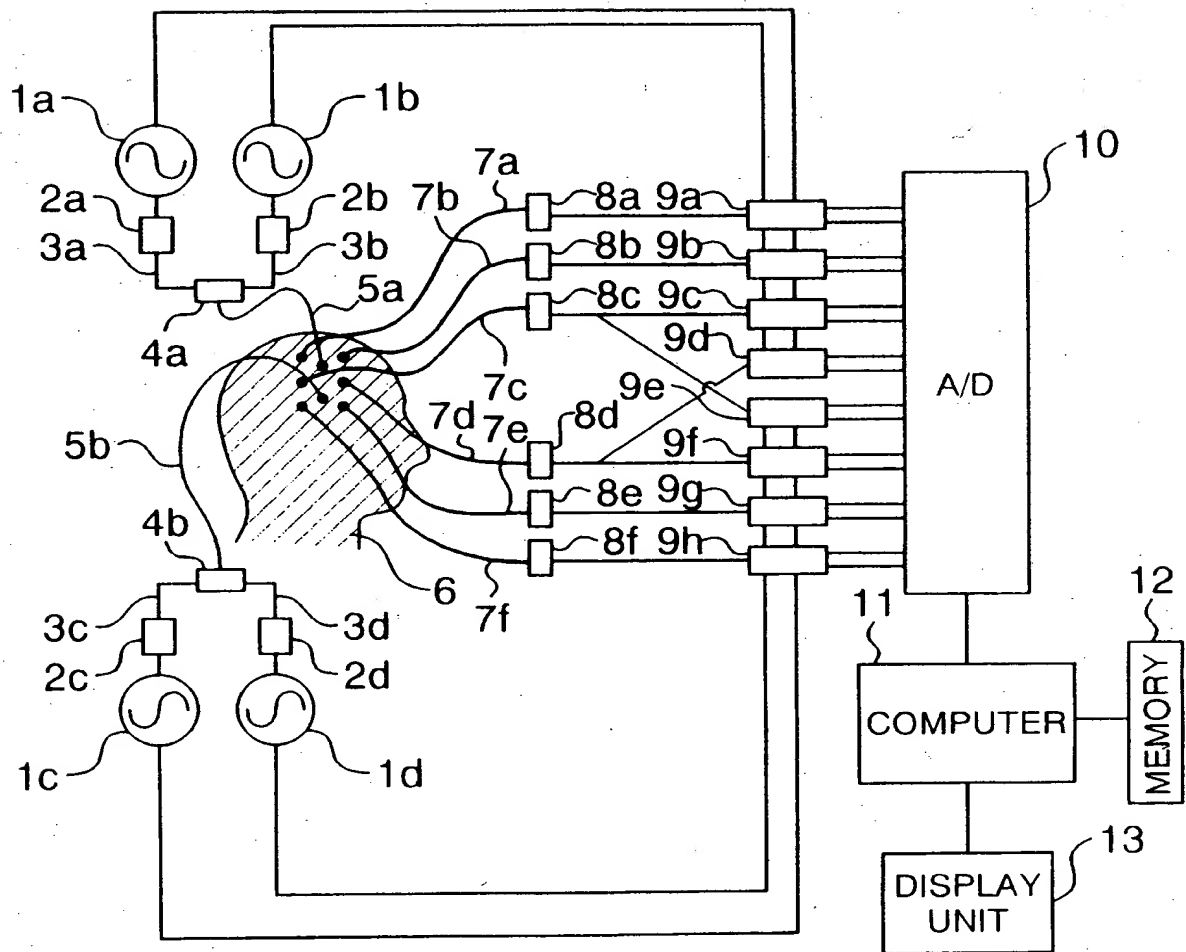 1a
1b
2a
2b
3a
3b
4a
5a
5b
4b
3c
3d
2c
2d
1c
1d
6
7a
7b
7c
7d
7e
7f
8a
8b
8c
8d
8e
8f
9a
9b
9c
9d
9e
9f
9g
9h
10
A/D
11
COMPUTER
12
MEMORY
13
DISPLAY
UNIT